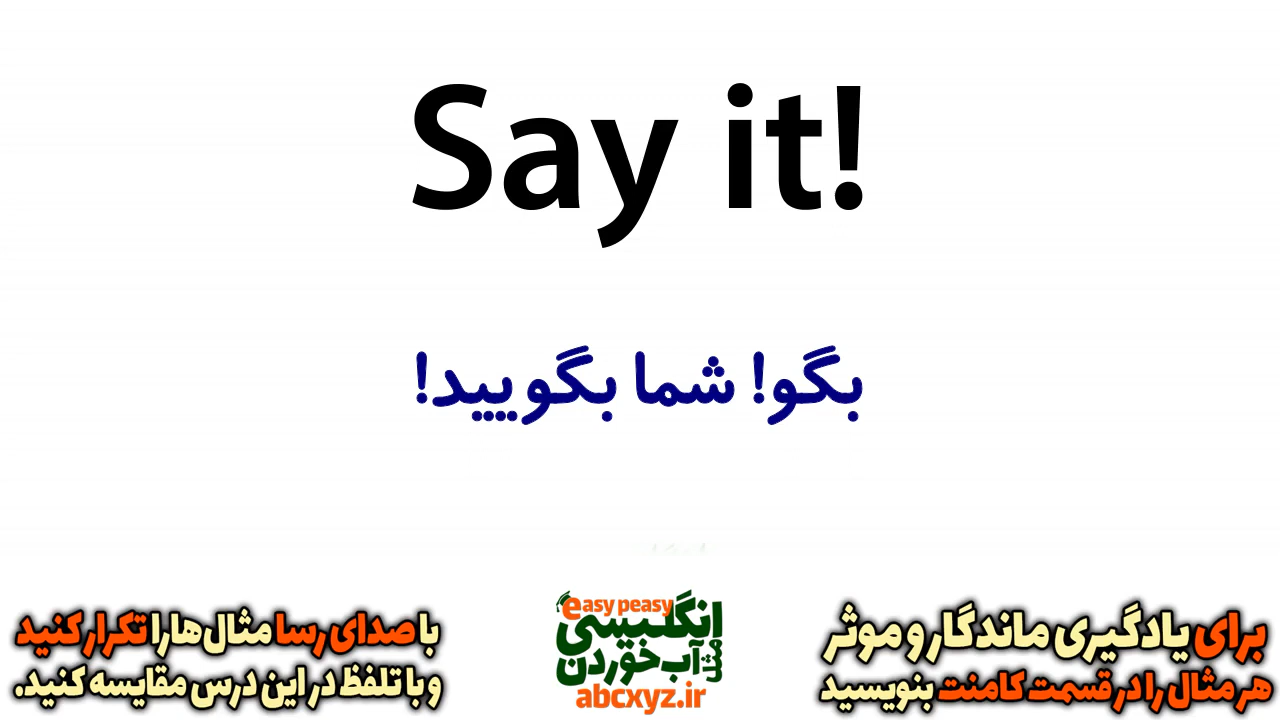 Say it!
بگو! شما بگویید!
برای یادگیری ماندگار و موثر
هر مثال را در قسمت کامنت بنویسید
easy peasy
انگلیسی
مثل آب خوردن
abcxyz.ir
با صدای رسا مثال‌ها را تکرار کنید
و با تلفظ در این درس مقایسه کنید.